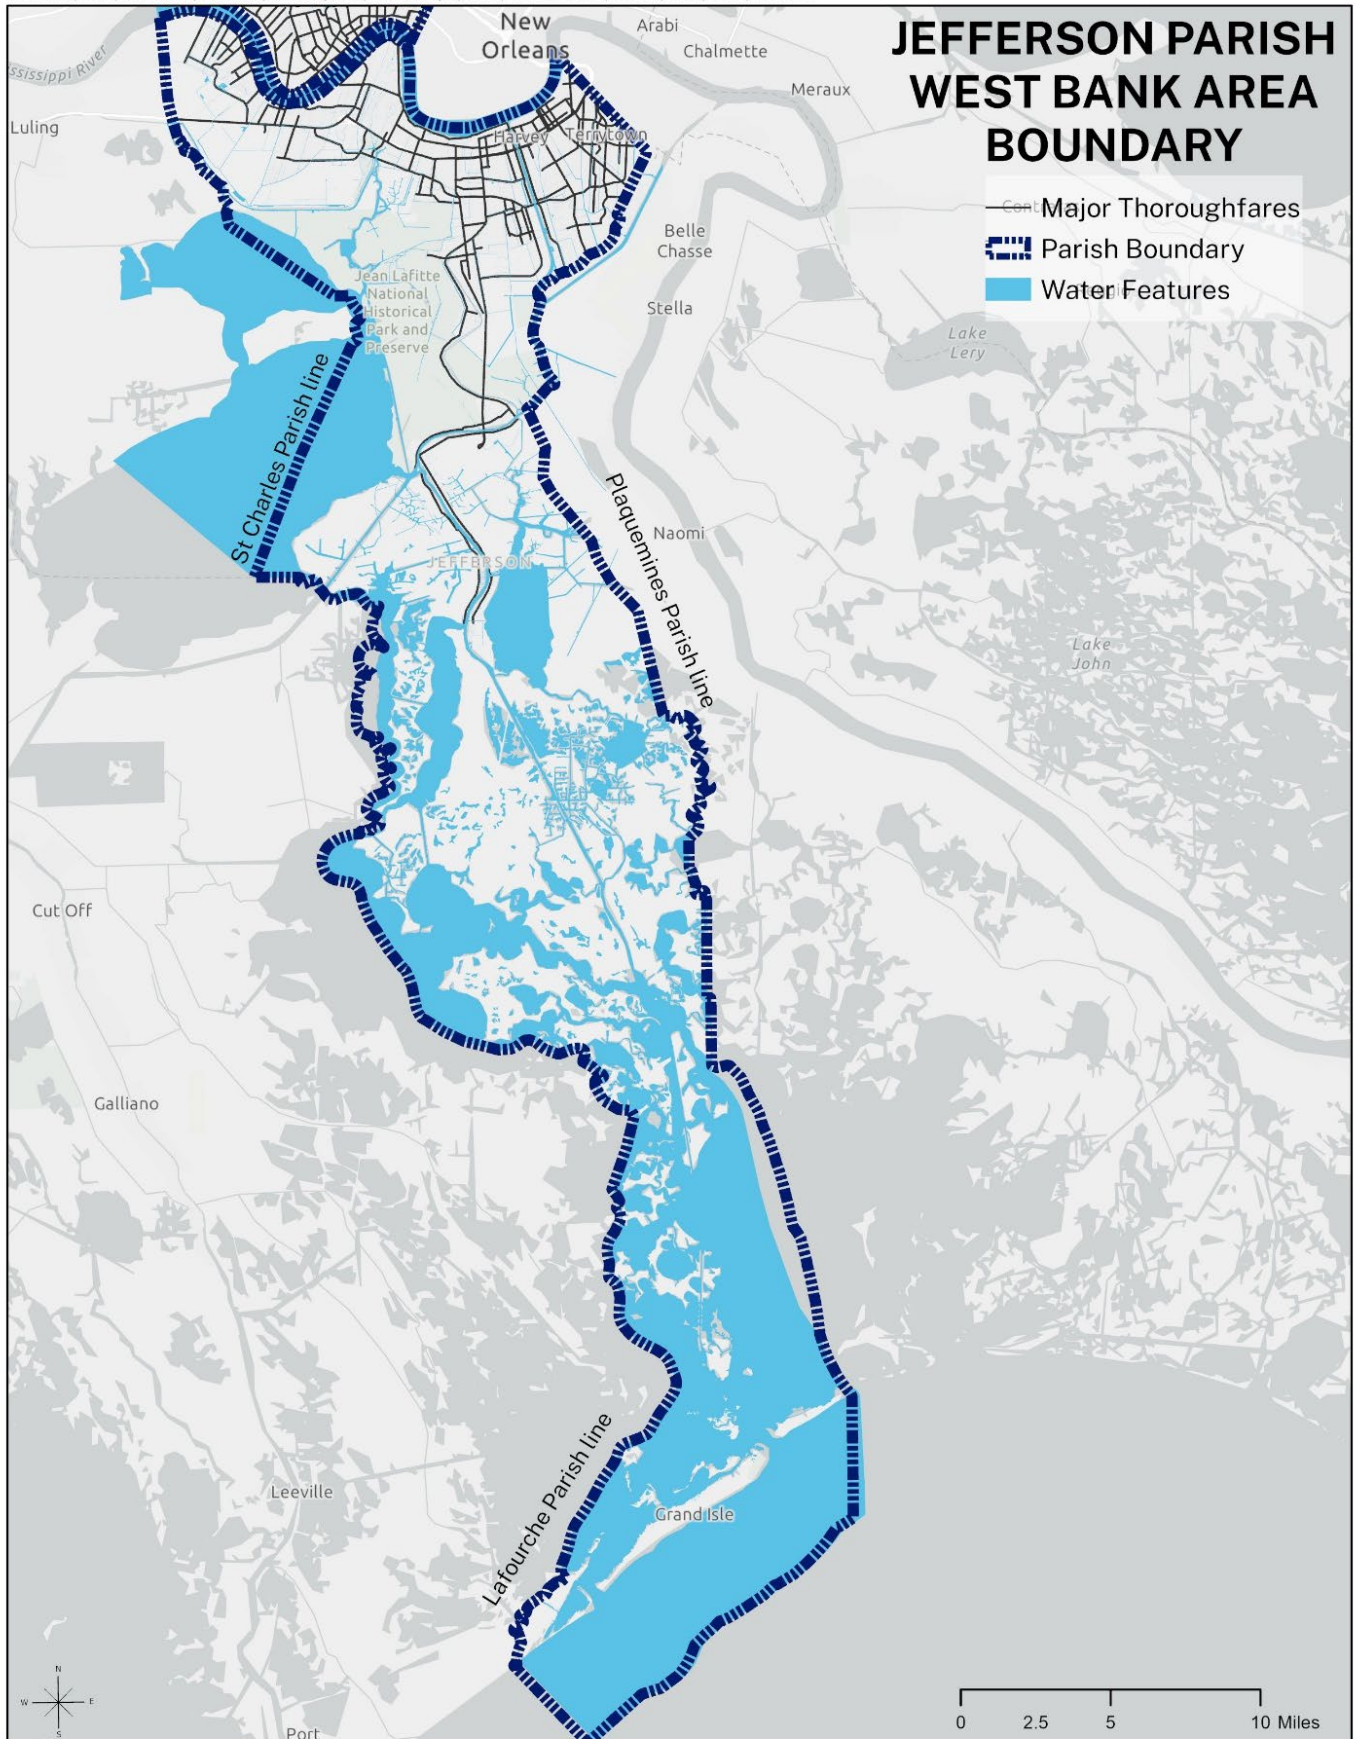 JEFFERSON PARISH
WEST BANK AREA
BOUNDARY
Major Thoroughfares
Parish Boundary
Water Features
New
Orleans
Arabi
Chalmette
Meraux
Luling
Harvey
Terrytown
Belle
Chasse
Stella
Jean Lafitte
National
Historical
Park and
Preserve
Lake
Lery
St Charles Parish line
Plaquemines Parish line
Naomi
JEFFERSON
Lake
John
Cut Off
Galliano
Leeville
Lafourche Parish line
Grand Isle
Port
N
W
E
S
0
2.5
5
10 Miles